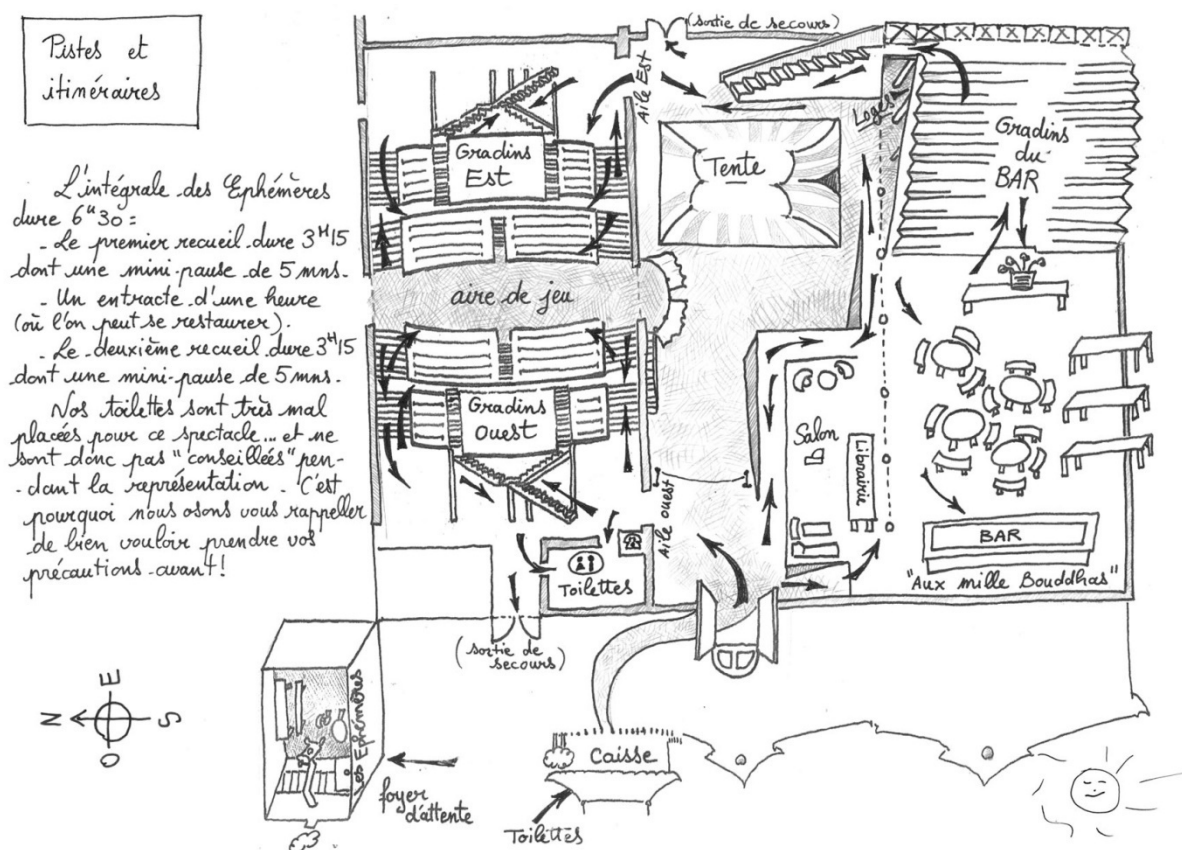 Pistes et
itinéraires
L'intégrale des Ephémères
dure 6ʰ30 :
- Le premier recueil dure 3ᴴ15
dont une mini-pause de 5 mns.
- Un entracte d'une heure
(où l'on peut se restaurer).
- Le deuxième recueil dure 3ᴴ15
dont une mini-pause de 5 mns.
Nos toilettes sont très mal
placées pour ce spectacle... et ne
sont donc pas "conseillées" pen-
-dant la représentation. C'est
pourquoi nous osons vous rappeller
de bien vouloir prendre vos
précautions avant!
(sortie de secours)
Aile Est
Loges
Gradins
Est
Tente
Gradins
du
BAR
aire de jeu
Gradins
Ouest
Salon
Librairie
Aile ouest
BAR
"Aux mille Bouddhas"
Toilettes
(sortie de
secours)
N
E
S
O
Les Ephémères
foyer
d'attente
Caisse
Toilettes